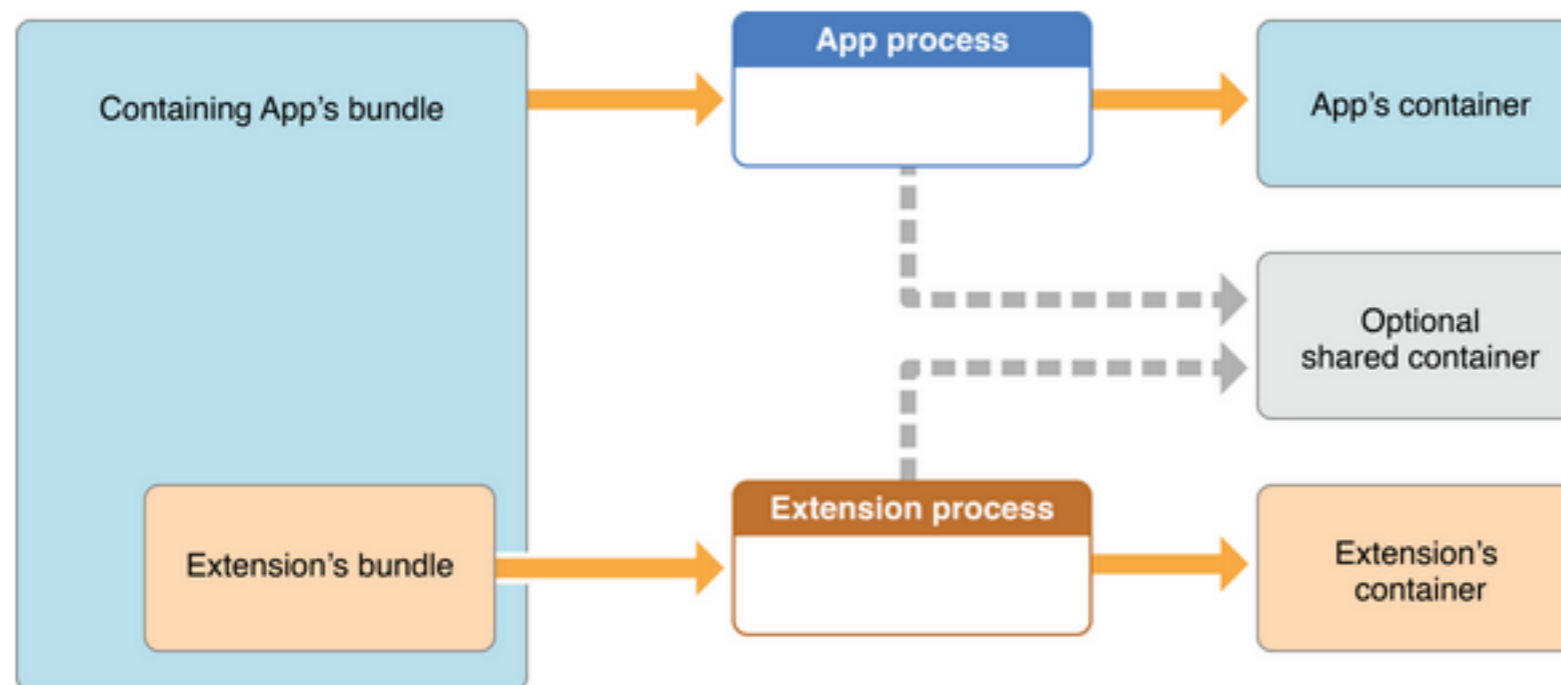 Containing App’s bundle
App process
App’s container
Optional
shared container
Extension’s bundle
Extension process
Extension’s
container